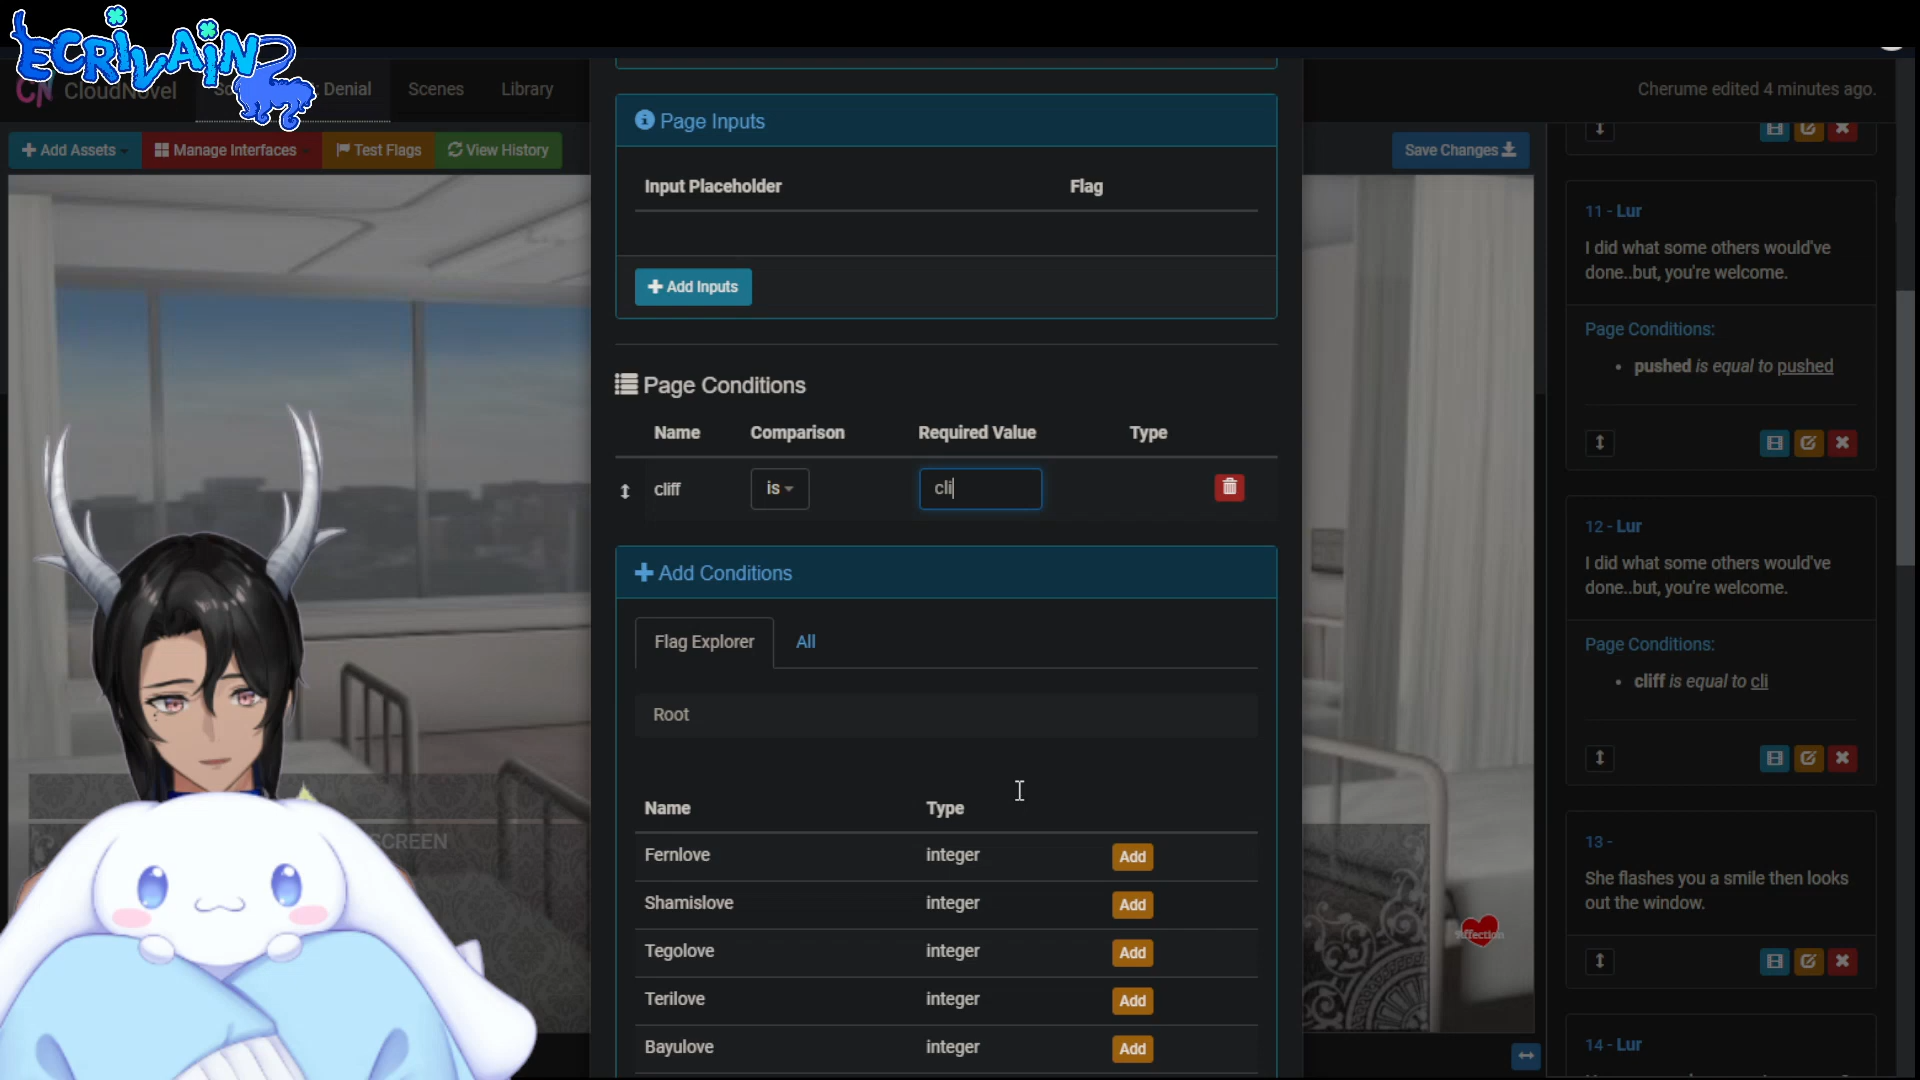 ECRIVAIN
CN CloudNovel
Denial
Scenes
Library
Cherume edited 4 minutes ago.
Add Assets
Manage Interfaces
Test Flags
View History
Save Changes
Page Inputs
Input Placeholder
Flag
Add Inputs
Page Conditions
Name
Comparison
Required Value
Type
cliff
is
cli
Add Conditions
Flag Explorer
All
Root
Name
Type
Fernlove
integer
Add
Shamislove
integer
Add
Tegolove
integer
Add
Terilove
integer
Add
Bayulove
integer
Add
SCREEN
Affection
11 - Lur
I did what some others would've
done..but, you're welcome.
Page Conditions:
• pushed is equal to pushed
12 - Lur
I did what some others would've
done..but, you're welcome.
Page Conditions:
• cliff is equal to cli
13 -
She flashes you a smile then looks
out the window.
14 - Lur